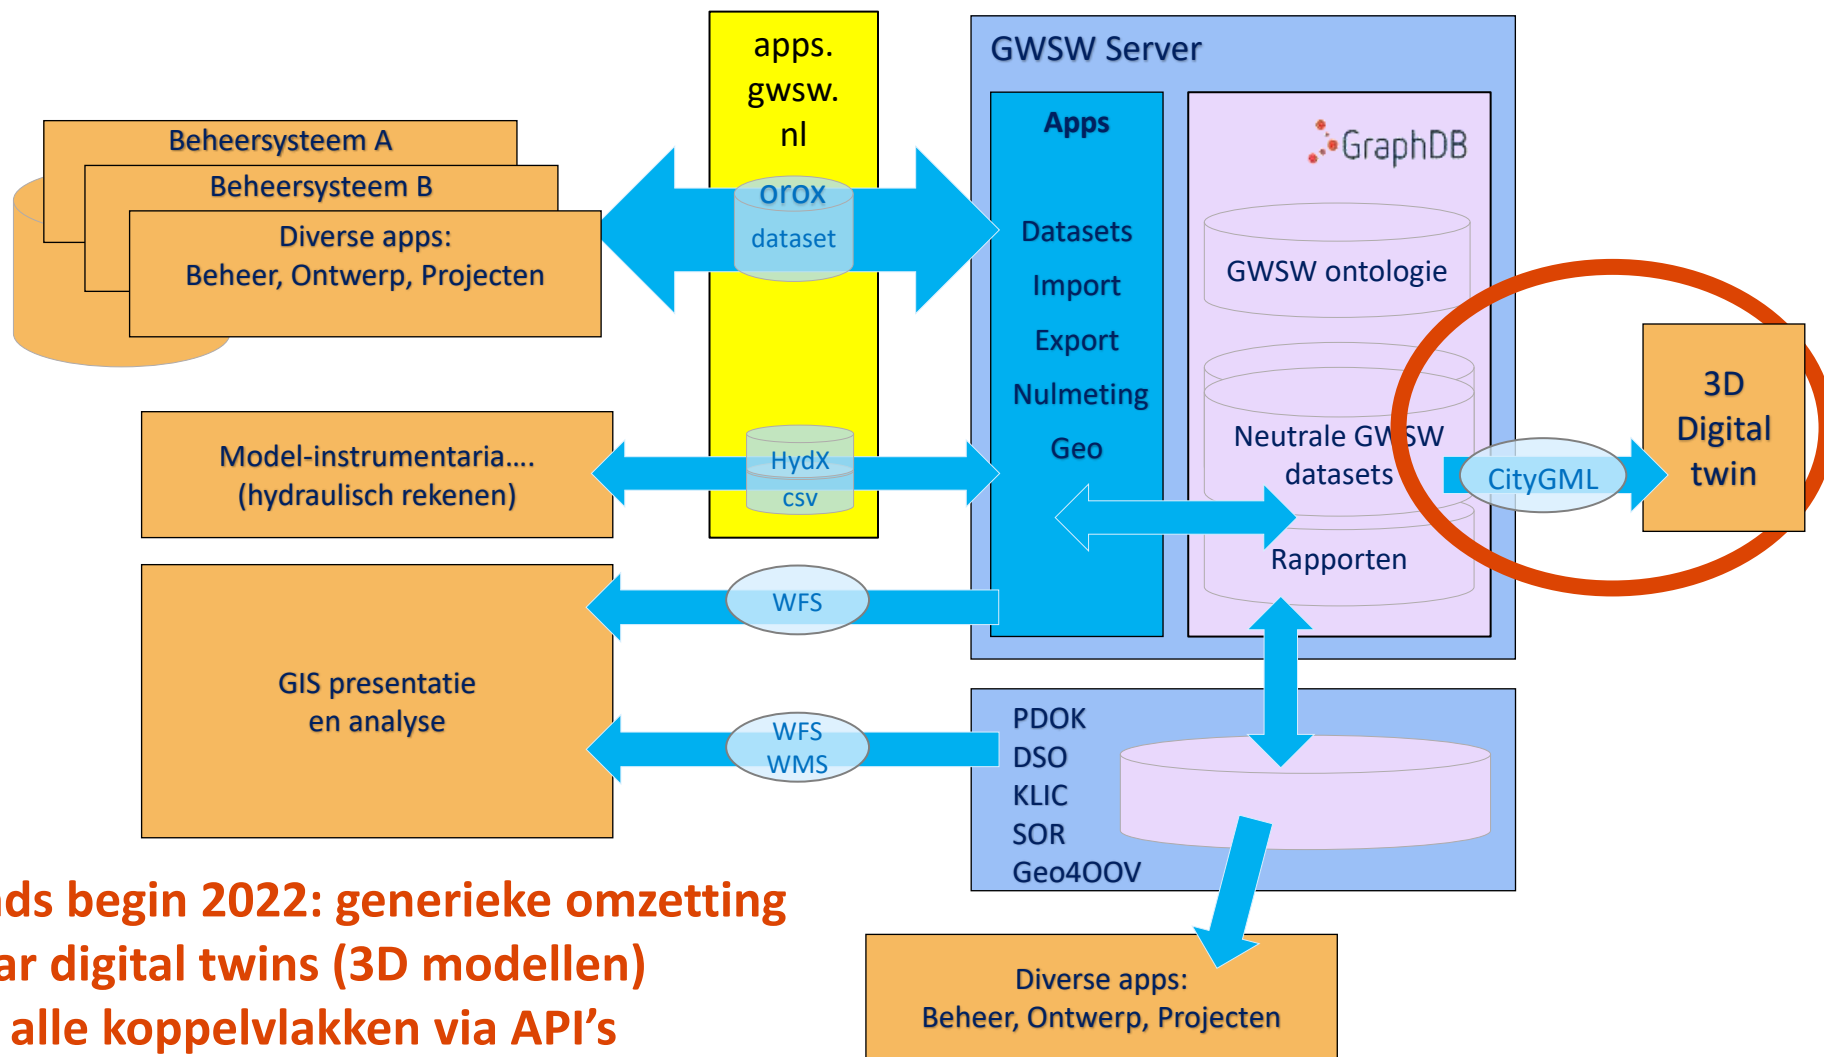 apps.
gwsw.
nl
GWSW Server
Apps
GraphDB
Beheersysteem A
Beheersysteem B
Diverse apps:
Beheer, Ontwerp, Projecten
orox
dataset
Datasets
Import
Export
Nulmeting
Geo
GWSW ontologie
Neutrale GWSW
datasets
Rapporten
CityGML
3D
Digital
twin
Model-instrumentaria....
(hydraulisch rekenen)
HydX
csv
WFS
GIS presentatie
en analyse
WFS
WMS
PDOK
DSO
KLIC
SOR
Geo4OOV
begin 2022: generieke omzetting
digital twins (3D modellen)
alle koppelvlakken via API’s
Diverse apps:
Beheer, Ontwerp, Projecten